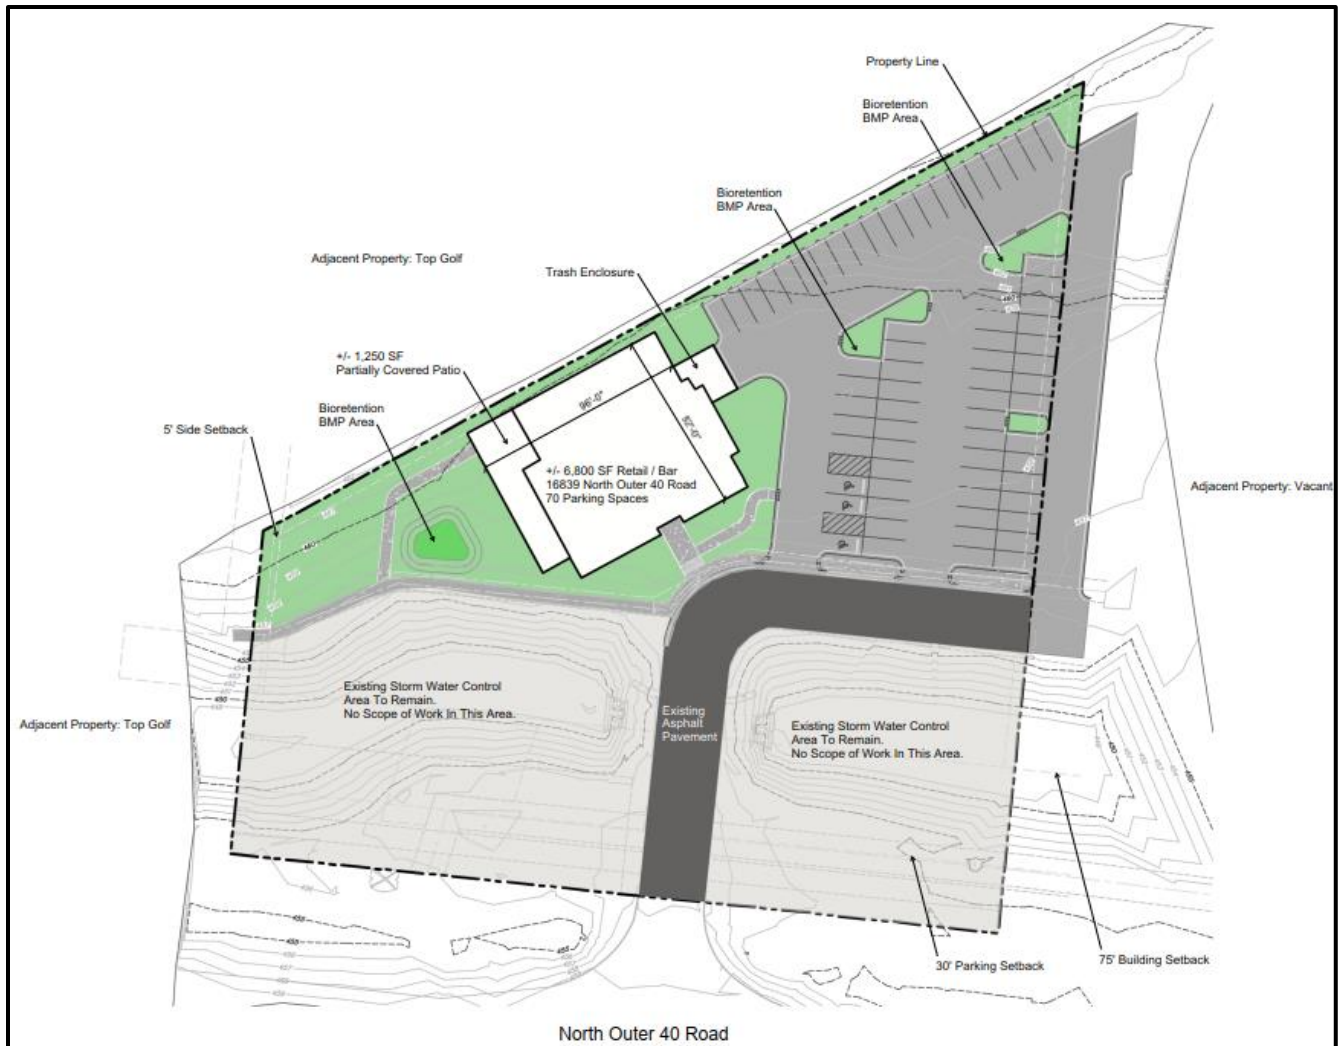 Property Line
Bioretention
BMP Area
Bioretention
BMP Area
Adjacent Property: Top Golf
Trash Enclosure
+/- 1,250 SF
Partially Covered Patio
96'-0"
Bioretention
BMP Area
5' Side Setback
+/- 6,800 SF Retail / Bar
16839 North Outer 40 Road
70 Parking Spaces
Adjacent Property: Vacant
Existing Storm Water Control
Area To Remain.
No Scope of Work In This Area.
Existing
Asphalt
Pavement
Existing Storm Water Control
Area To Remain.
No Scope of Work In This Area.
Adjacent Property: Top Golf
30' Parking Setback
75' Building Setback
North Outer 40 Road